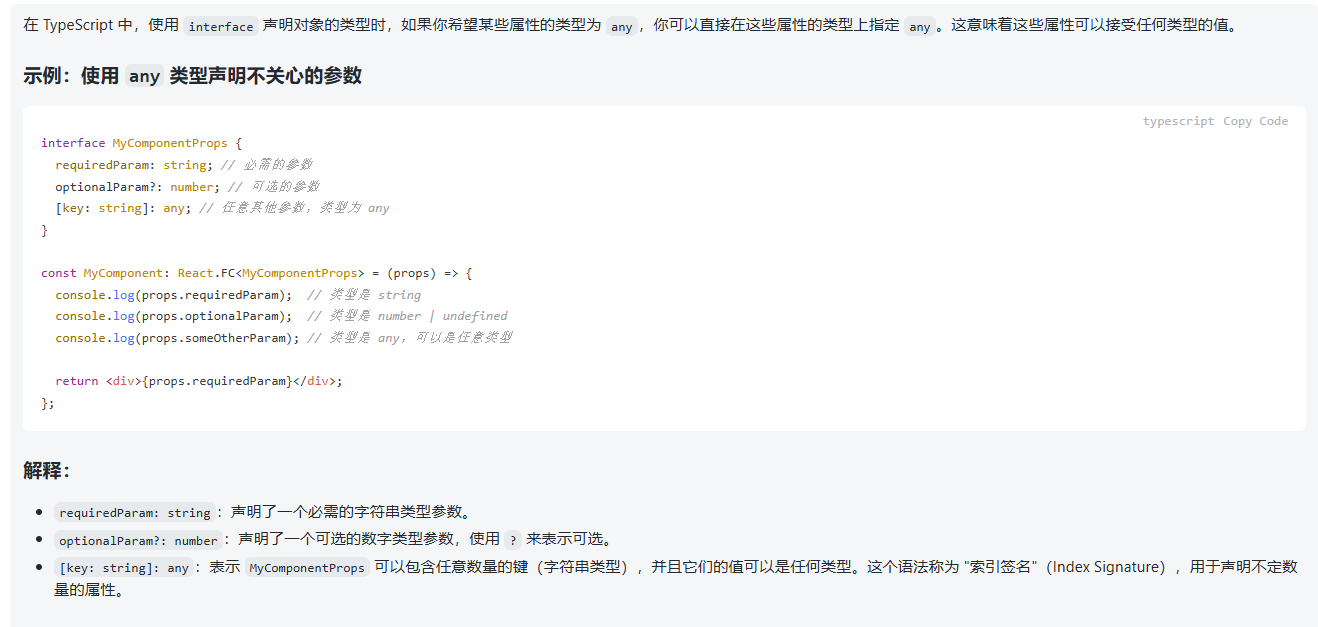 在 TypeScript 中，使用 interface 声明对象的类型时，如果你希望某些属性的类型为 any，你可以直接在这些属性的类型上指定 any。这意味着这些属性可以接受任何类型的值。
示例：使用 any 类型声明不关心的参数
typescript Copy Code
interface MyComponentProps {
  requiredParam: string; // 必需的参数
  optionalParam?: number; // 可选的参数
  [key: string]: any; // 任意其他参数，类型为 any
}
const MyComponent: React.FC<MyComponentProps> = (props) => {
  console.log(props.requiredParam);  // 类型是 string
  console.log(props.optionalParam);  // 类型是 number | undefined
  console.log(props.someOtherParam); // 类型是 any，可以是任意类型
  return <div>{props.requiredParam}</div>;
};
解释：
• requiredParam: string：声明了一个必需的字符串类型参数。
• optionalParam?: number：声明了一个可选的数字类型参数，使用 ? 来表示可选。
• [key: string]: any：表示 MyComponentProps 可以包含任意数量的键（字符串类型），并且它们的值可以是任何类型。这个语法称为 "索引签名"（Index Signature），用于声明不定数
量的属性。